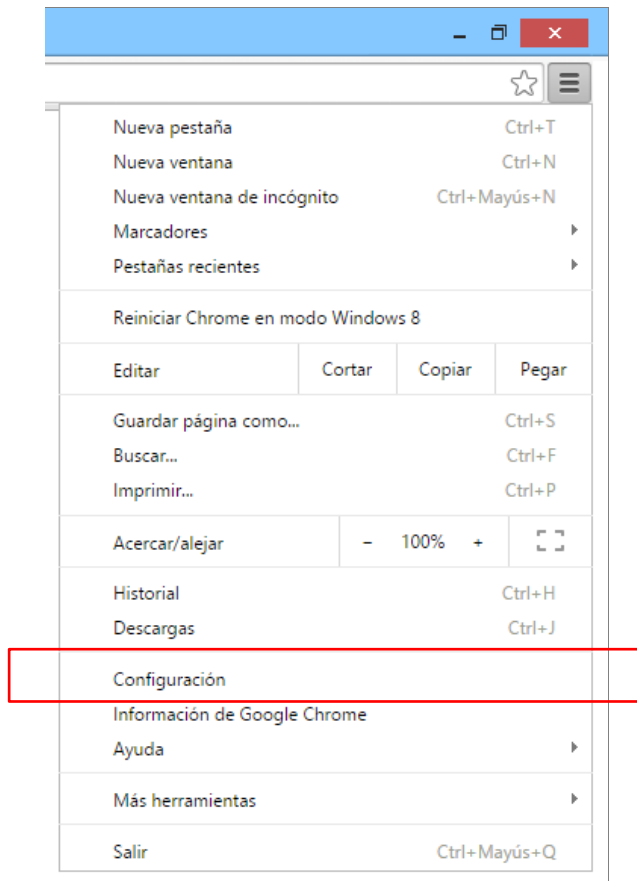 Nueva pestaña Ctrl+T
Nueva ventana Ctrl+N
Nueva ventana de incógnito Ctrl+Mayús+N
Marcadores
Pestañas recientes
Reiniciar Chrome en modo Windows 8
Editar Cortar Copiar Pegar
Guardar página como... Ctrl+S
Buscar... Ctrl+F
Imprimir... Ctrl+P
Acercar/alejar – 100% +
Historial Ctrl+H
Descargas Ctrl+J
Configuración
Información de Google Chrome
Ayuda
Más herramientas
Salir Ctrl+Mayús+Q